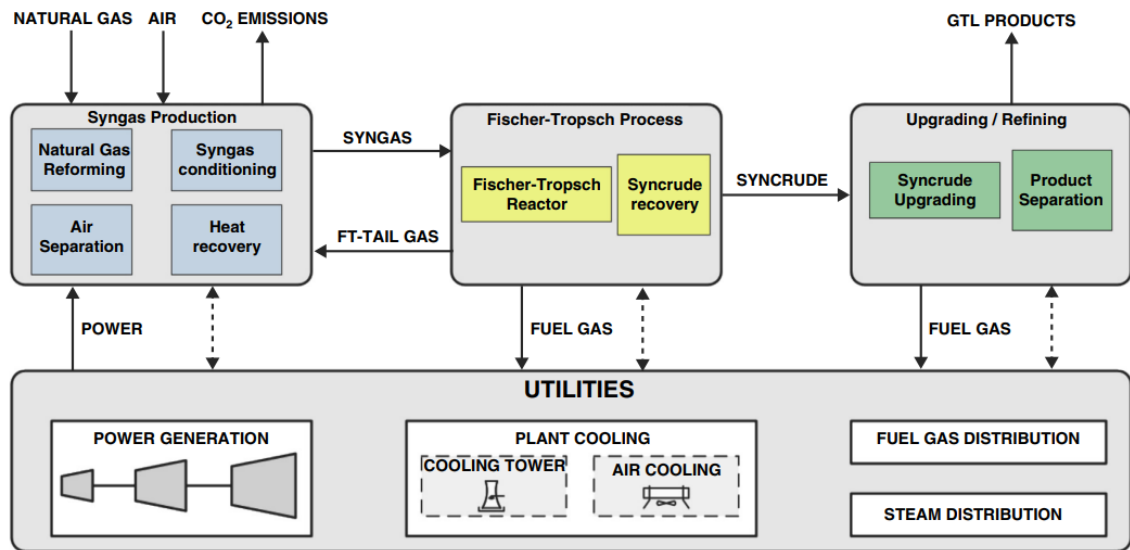 NATURAL GAS
AIR
CO₂ EMISSIONS
GTL PRODUCTS
Syngas Production
Natural Gas
Reforming
Syngas
conditioning
Air
Separation
Heat
recovery
SYNGAS
FT-TAIL GAS
Fischer-Tropsch Process
Fischer-Tropsch
Reactor
Syncrude
recovery
SYNCRUDE
Upgrading / Refining
Syncrude
Upgrading
Product
Separation
POWER
FUEL GAS
FUEL GAS
UTILITIES
POWER GENERATION
PLANT COOLING
COOLING TOWER
AIR COOLING
FUEL GAS DISTRIBUTION
STEAM DISTRIBUTION